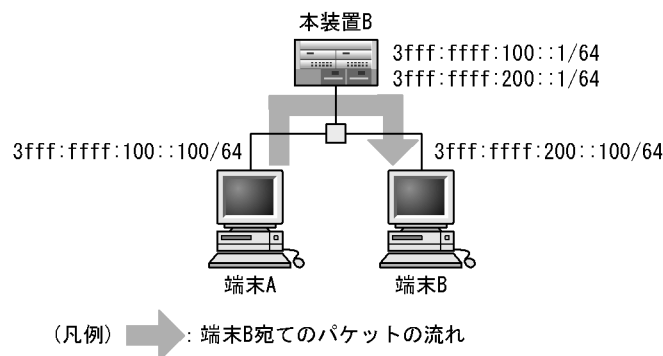 本装置B
3fff:ffff:100::1/64
3fff:ffff:200::1/64
3fff:ffff:100::100/64
3fff:ffff:200::100/64
端末A
端末B
(凡例)
: 端末B宛てのパケットの流れ